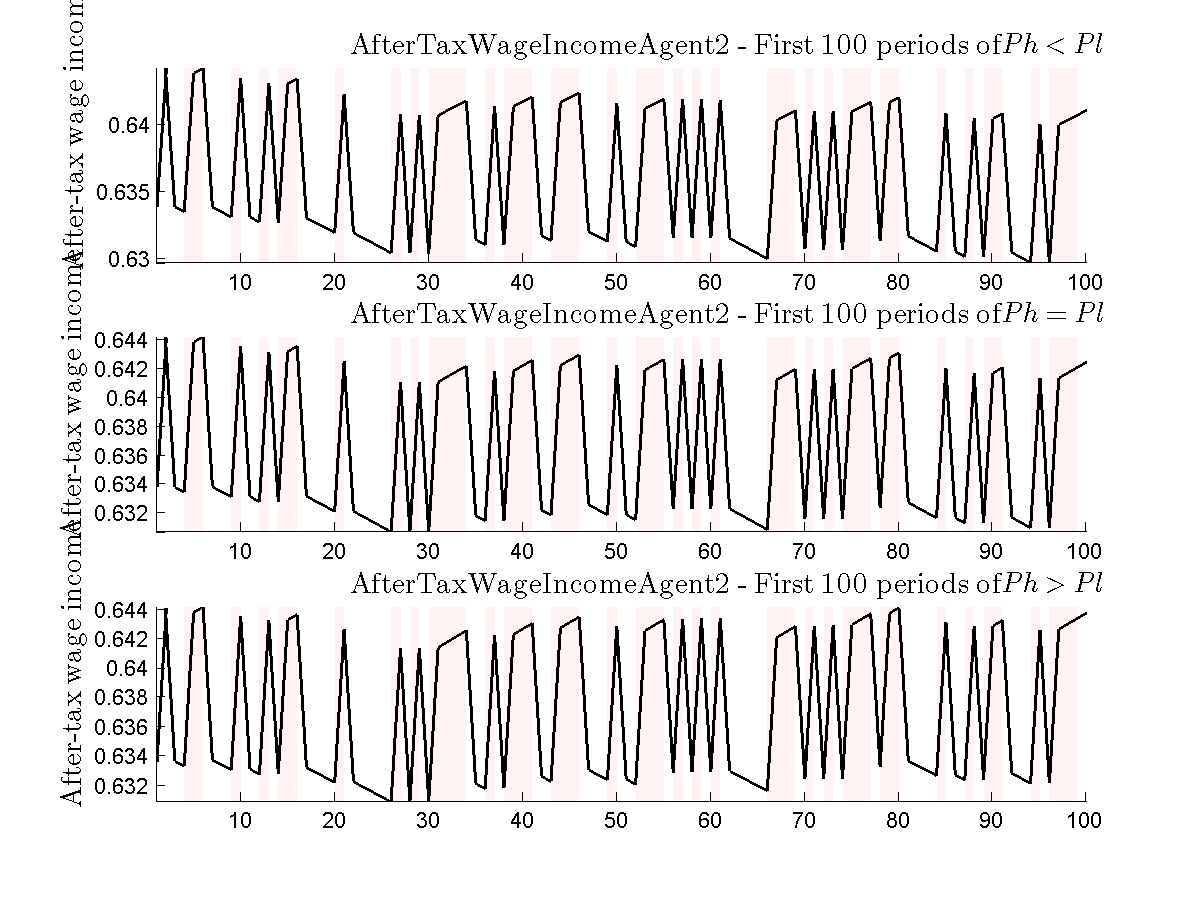 AfterTaxWageIncomeAgent2 - First 100 periods ofPh < Pl
After-tax wage incom
0.64
0.635
0.63
10 20 30 40 50 60 70 80 90 100
AfterTaxWageIncomeAgent2 - First 100 periods ofPh = Pl
After-tax wage income
0.644
0.642
0.64
0.638
0.636
0.634
0.632
10 20 30 40 50 60 70 80 90 100
AfterTaxWageIncomeAgent2 - First 100 periods ofPh > Pl
After-tax wage income
0.644
0.642
0.64
0.638
0.636
0.634
0.632
10 20 30 40 50 60 70 80 90 100